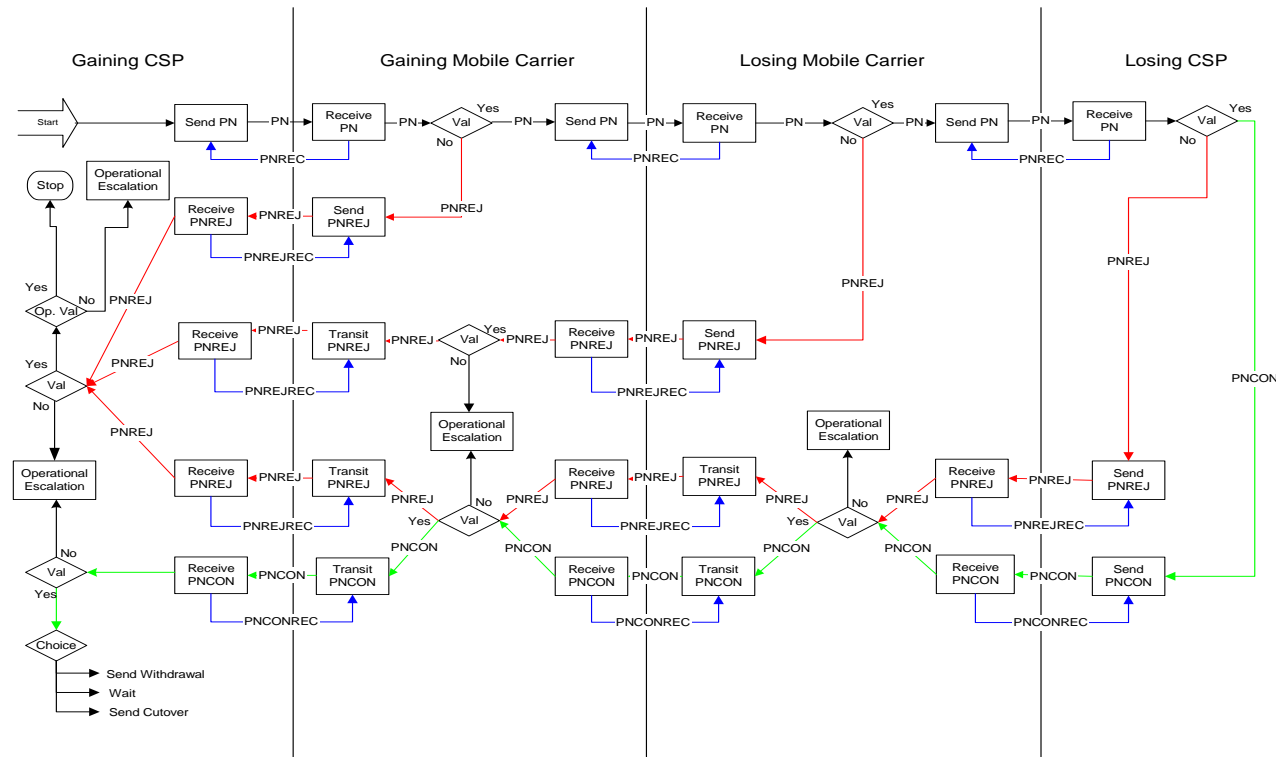 Gaining CSP
Gaining Mobile Carrier
Losing Mobile Carrier
Losing CSP
Start
Send PN
PN
Receive
PN
PN
Val
Yes
No
PN
Send PN
PN
Receive
PN
PN
Val
Yes
No
PN
Send PN
PN
Receive
PN
Val
Yes
No
PNREC
PNREC
PNREC
Stop
Operational
Escalation
Receive
PNREJ
PNREJ
Send
PNREJ
PNREJ
PNREJREC
PNREJ
PNREJ
Yes
Op. Val
No
PNREJ
Receive
PNREJ
PNREJ
Transit
PNREJ
PNREJ
Val
Yes
No
PNREJ
Receive
PNREJ
PNREJ
Send
PNREJ
PNREJ
Yes
Val
No
PNREJREC
PNREJREC
PNCON
PNREJ
Operational
Escalation
Operational
Escalation
Operational
Escalation
Receive
PNREJ
PNREJ
Transit
PNREJ
PNREJ
No
Val
Yes
PNREJ
Receive
PNREJ
PNREJ
Transit
PNREJ
PNREJ
No
Val
Yes
PNREJ
Receive
PNREJ
PNREJ
Send
PNREJ
PNREJREC
PNREJREC
PNREJREC
No
Val
Yes
Receive
PNCON
PNCON
Transit
PNCON
PNCON
PNCON
Receive
PNCON
PNCON
Transit
PNCON
PNCON
PNCON
Receive
PNCON
PNCON
Send
PNCON
PNCONREC
PNCONREC
PNCONREC
Choice
Send Withdrawal
Wait
Send Cutover